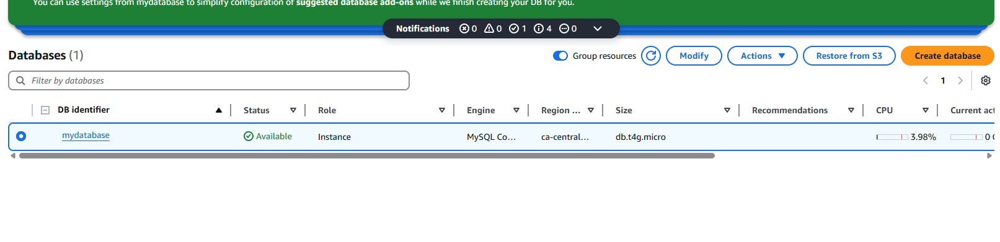 You can use settings from mydatabase to simplify configuration of suggested database add-ons while we finish creating your DB for you.
Notifications 0 0 1 4 0
Databases (1)
Group resources Modify Actions Restore from S3 Create database
Filter by databases 1
DB identifier Status Role Engine Region ... Size Recommendations CPU Current act
mydatabase Available Instance MySQL Co... ca-central... db.t4g.micro 3.98% 0